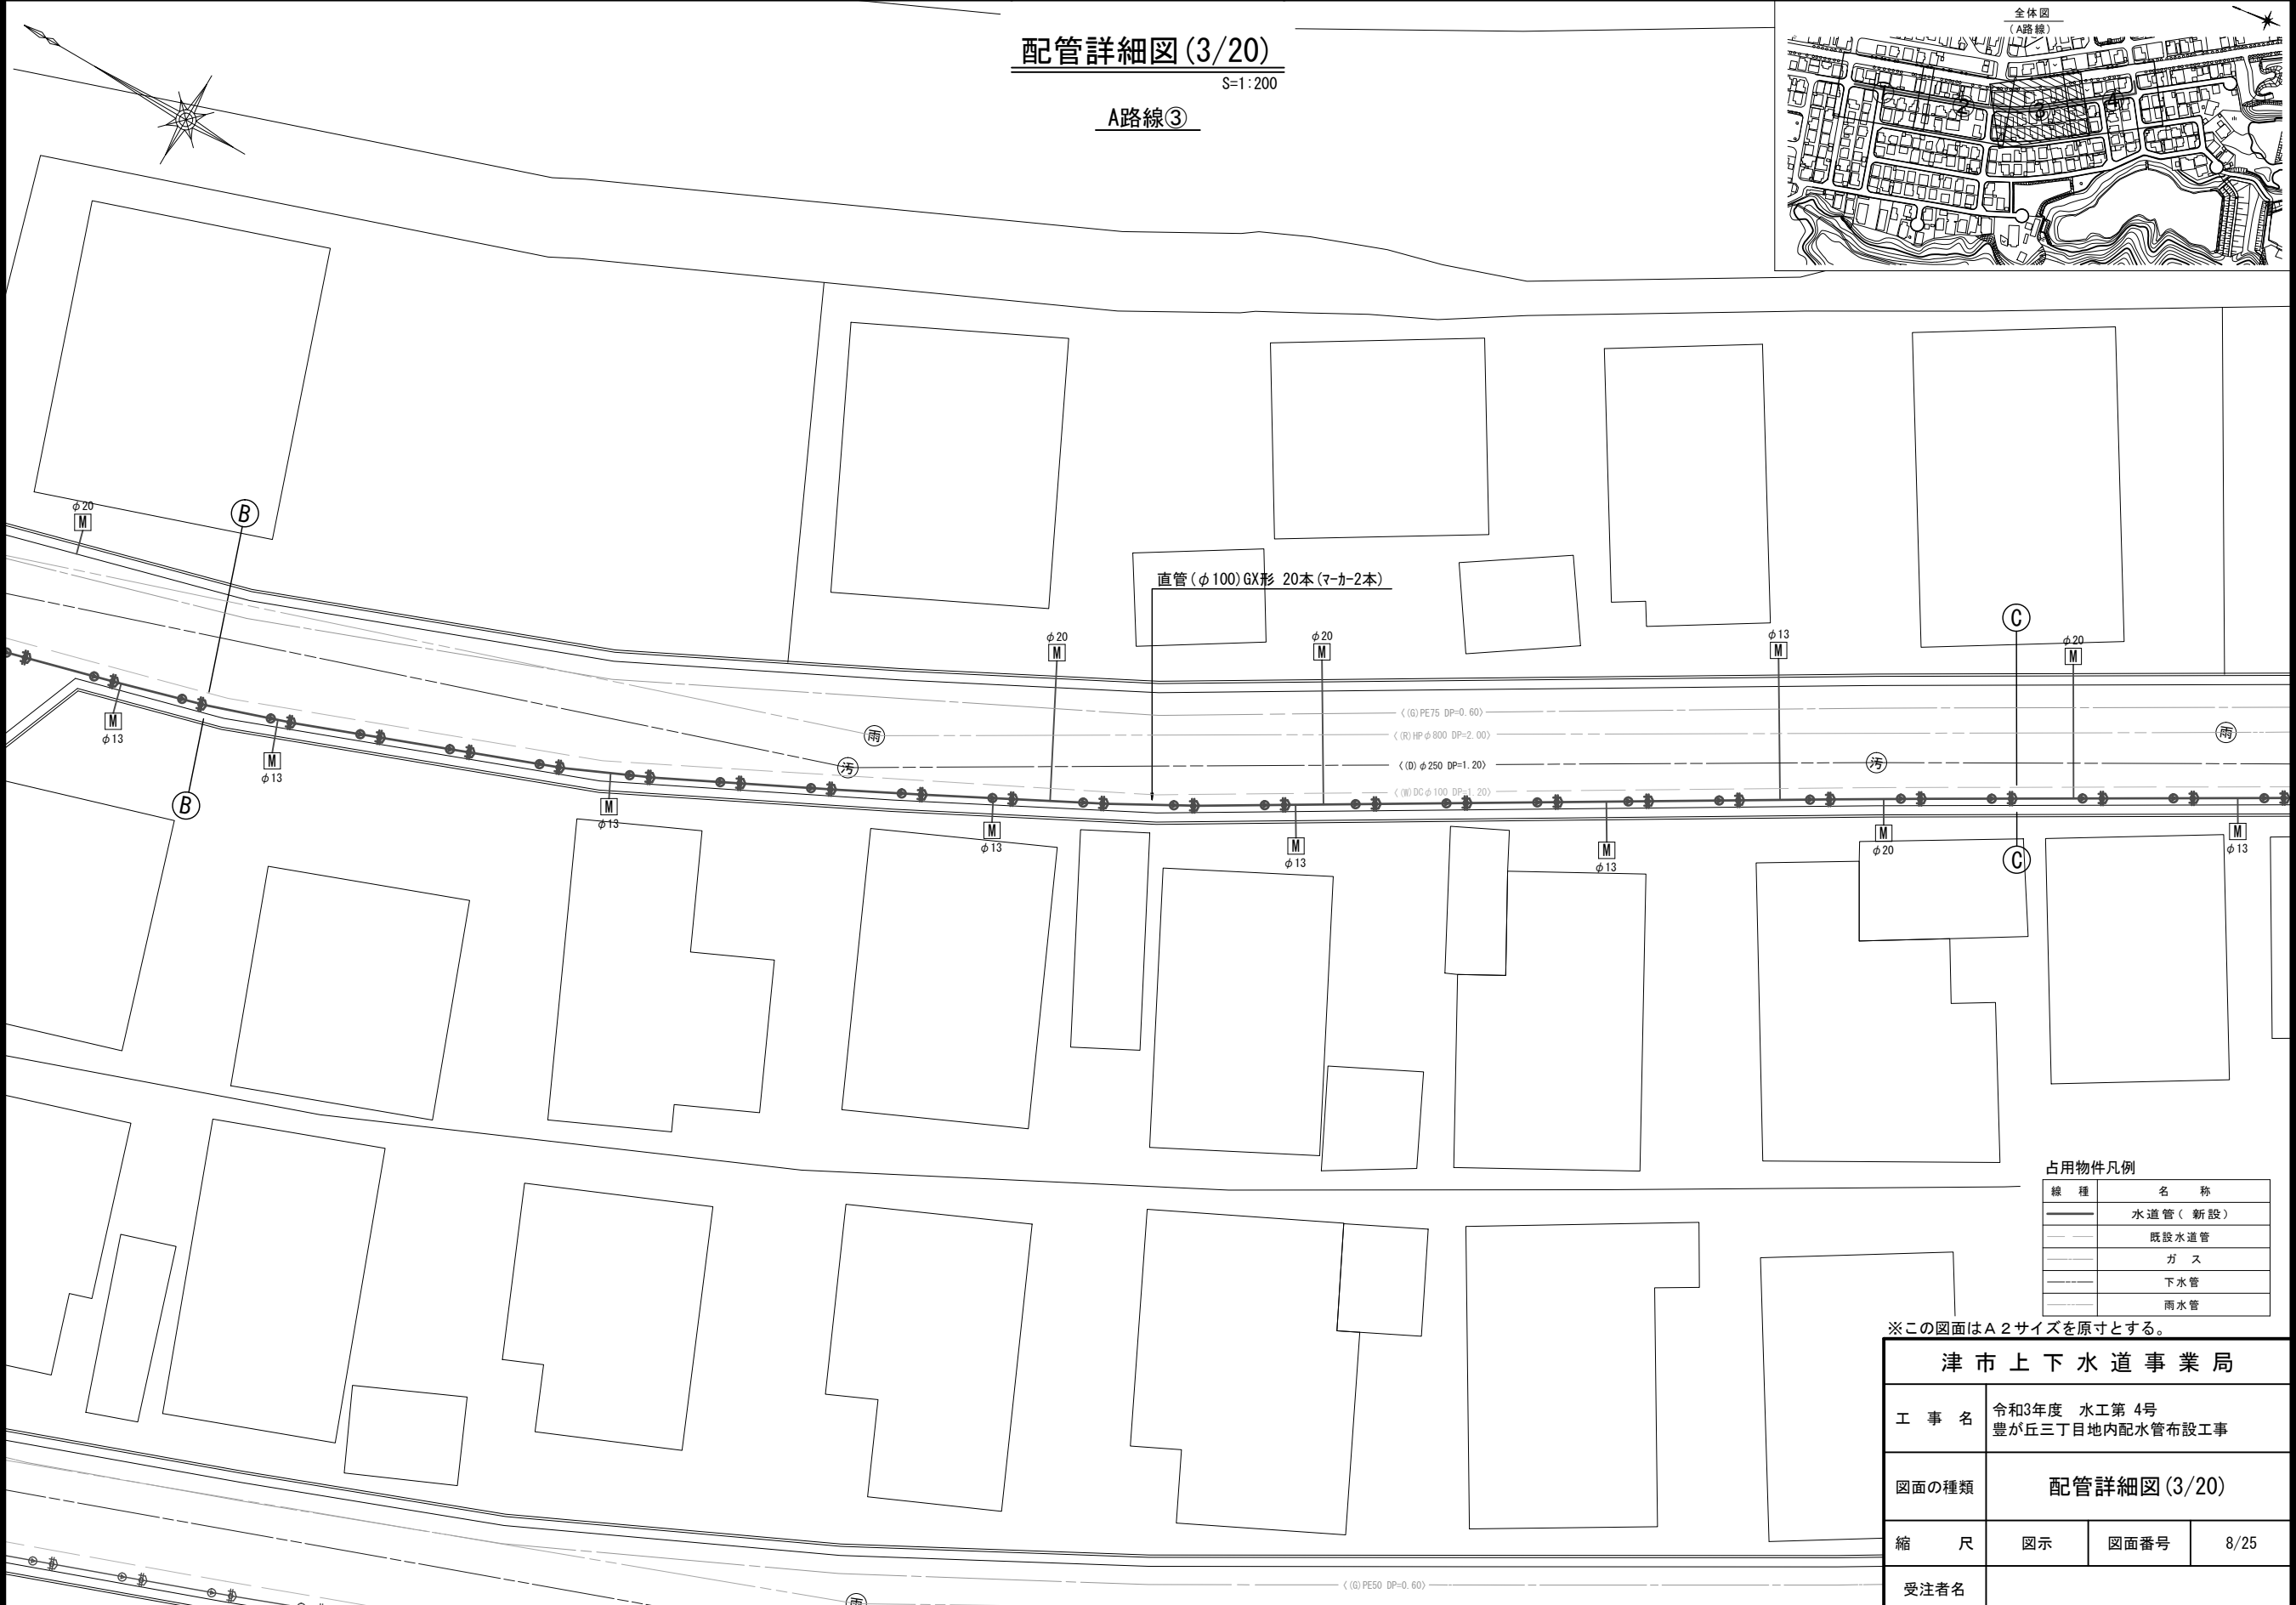 配管詳細図(3/20)
S=1:200
A路線③
全体図
(A路線)
2
3
4
φ20
M
B
直管(φ100)GX形 20本(マーカー2本)
φ20
M
φ20
M
φ13
M
C
φ20
M
〈(G)PE75 DP=0.60〉
〈(R)HPφ800 DP=2.00〉
〈(D)φ250 DP=1.20〉
〈(W)DCφ100 DP=1.20〉
雨
汚
汚
雨
M
φ13
M
φ13
B
M
φ13
M
φ13
M
φ13
M
φ13
M
φ20
C
M
φ13
占用物件凡例
線 種 名 称
水道管( 新設)
既設水道管
ガ ス
下水管
雨水管
※この図面はA2サイズを原寸とする。
津市上下水道事業局
工 事 名 令和3年度 水工第 4号
豊が丘三丁目地内配水管布設工事
図面の種類 配管詳細図(3/20)
縮 尺 図示 図面番号 8/25
受注者名
〈(G)PE50 DP=0.60〉
雨